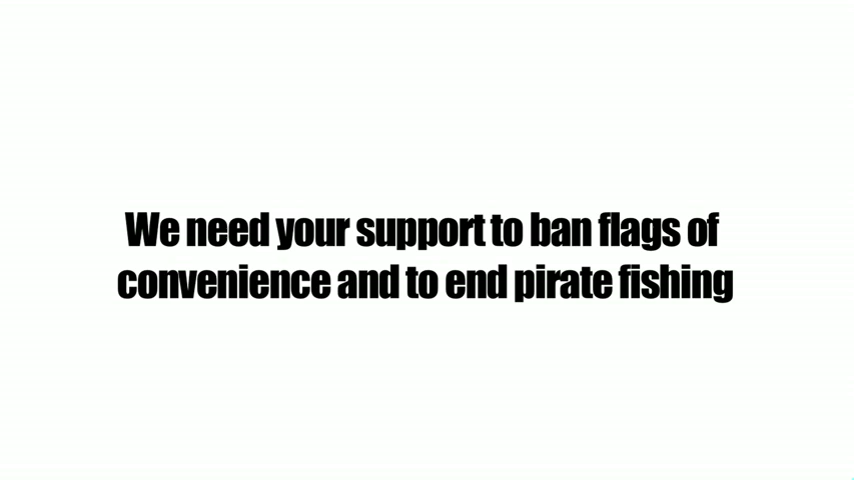 We need your support to ban flags of
convenience and to end pirate fishing